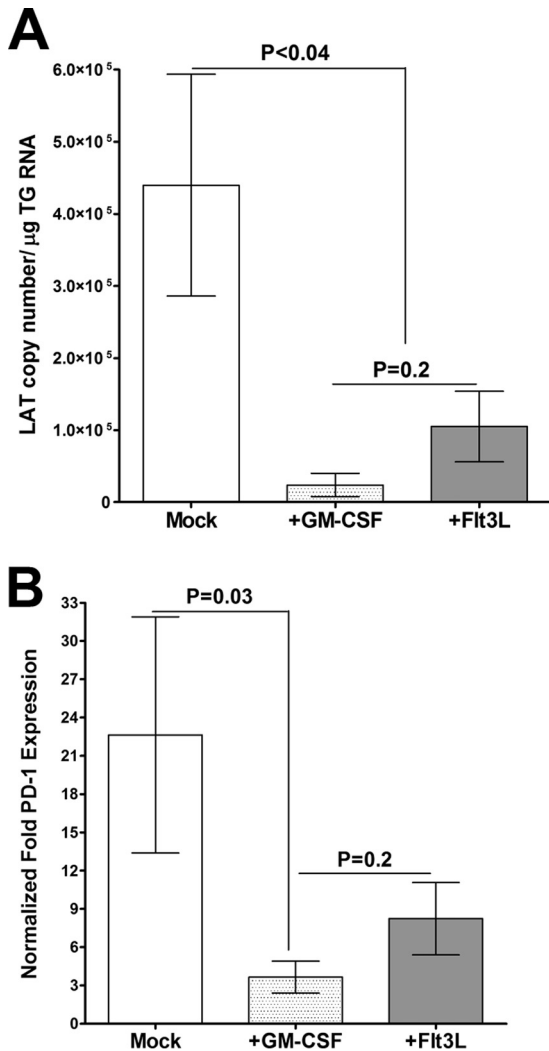 A
P<0.04
LAT copy number/ μg TG RNA
6.0×10⁵
5.0×10⁵
4.0×10⁵
3.0×10⁵
2.0×10⁵
1.0×10⁵
0
P=0.2
Mock
+GM-CSF
+Flt3L
B
P=0.03
Normalized Fold PD-1 Expression
33
30
27
24
21
18
15
12
9
6
3
0
P=0.2
Mock
+GM-CSF
+Flt3L